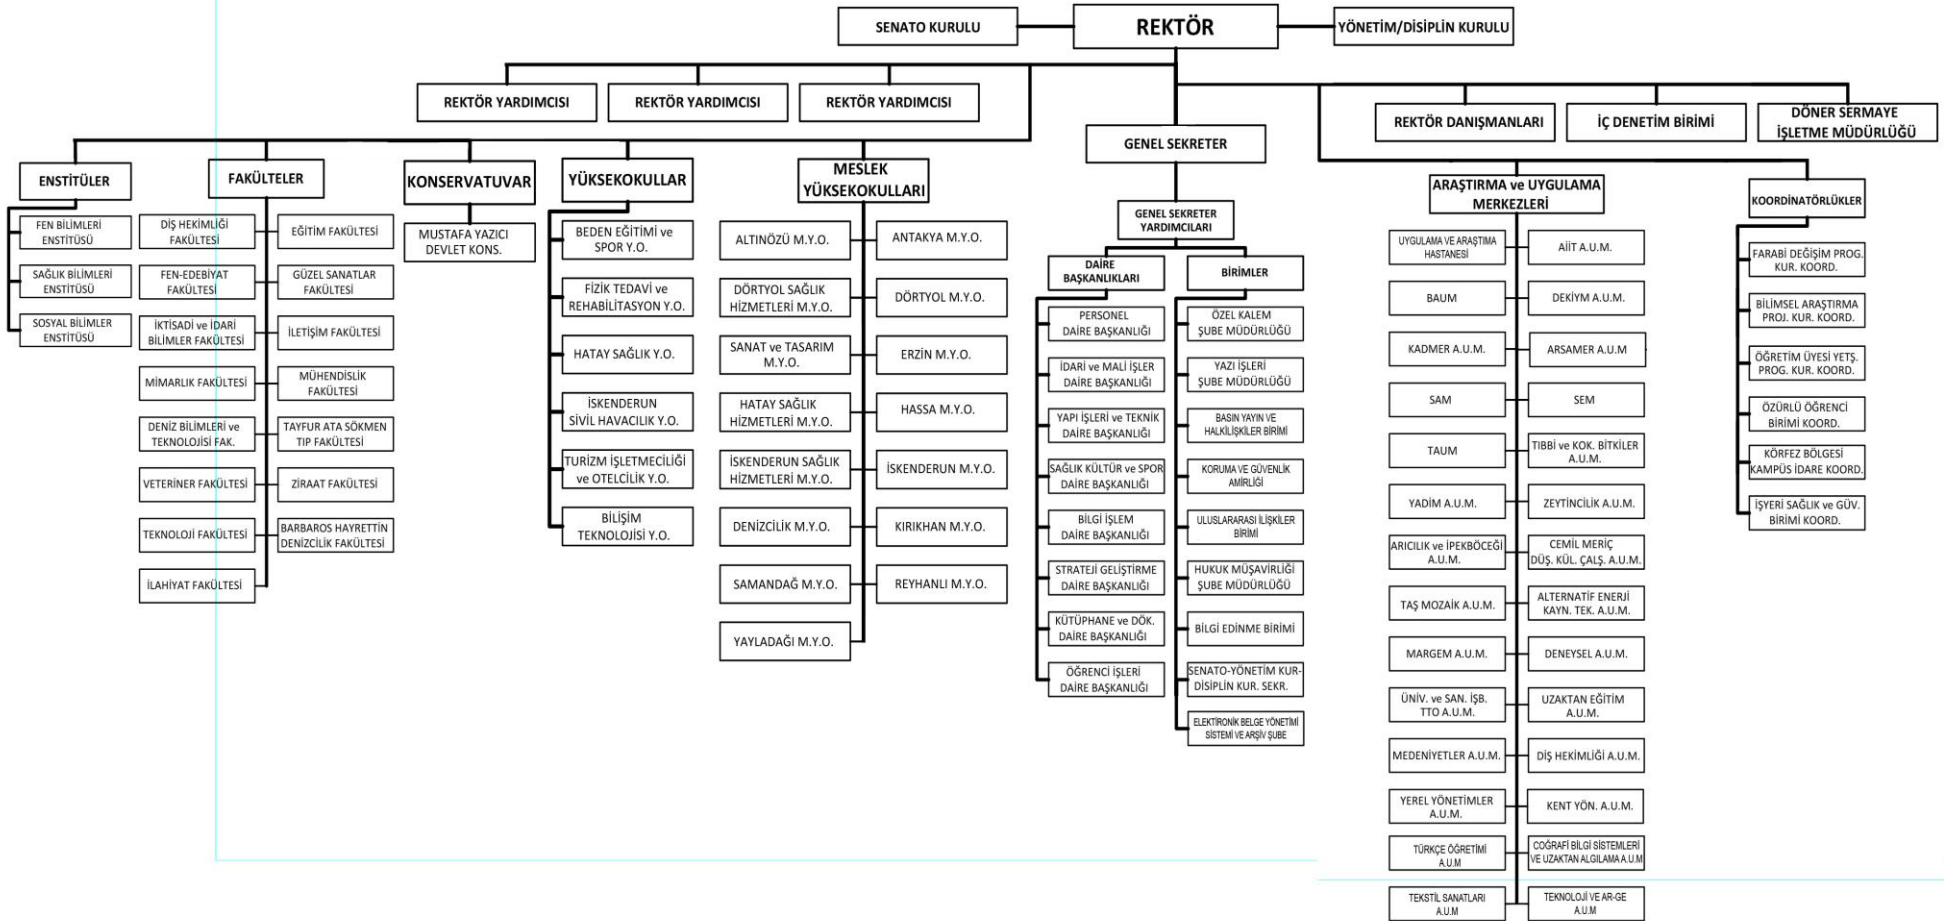 SENATO KURULU
REKTÖR
YÖNETİM/DİSİPLİN KURULU
REKTÖR YARDIMCISI
REKTÖR YARDIMCISI
REKTÖR YARDIMCISI
REKTÖR DANIŞMANLARI
İÇ DENETİM BİRİMİ
DÖNER SERMAYE
İŞLETME MÜDÜRLÜĞÜ
GENEL SEKRETER
ENSTİTÜLER
FEN BİLİMLERİ
ENSTİTÜSÜ
SAĞLIK BİLİMLERİ
ENSTİTÜSÜ
SOSYAL BİLİMLER
ENSTİTÜSÜ
FAKÜLTELER
DİŞ HEKİMLİĞİ
FAKÜLTESİ
EĞİTİM FAKÜLTESİ
FEN-EDEBİYAT
FAKÜLTESİ
GÜZEL SANATLAR
FAKÜLTESİ
İKTİSADİ ve İDARİ
BİLİMLER FAKÜLTESİ
İLETİŞİM FAKÜLTESİ
MİMARLIK FAKÜLTESİ
MÜHENDİSLİK
FAKÜLTESİ
DENİZ BİLİMLERİ ve
TEKNOLOJİSİ FAK.
TAYFUR ATA SÖKMEN
TIP FAKÜLTESİ
VETERİNER FAKÜLTESİ
ZİRAAT FAKÜLTESİ
TEKNOLOJİ FAKÜLTESİ
BARBAROS HAYRETTİN
DENİZCİLİK FAKÜLTESİ
İLAHİYAT FAKÜLTESİ
KONSERVATUVAR
MUSTAFA YAZICI
DEVLET KONS.
YÜKSEKOKULLAR
BEDEN EĞİTİMİ ve
SPOR Y.O.
FİZİK TEDAVİ ve
REHABİLİTASYON Y.O.
HATAY SAĞLIK Y.O.
İSKENDERUN
SİVİL HAVACILIK Y.O.
TURİZM İŞLETMECİLİĞİ
ve OTELCİLİK Y.O.
BİLİŞİM
TEKNOLOJİSİ Y.O.
MESLEK
YÜKSEKOKULLARI
ALTINÖZÜ M.Y.O.
ANTAKYA M.Y.O.
DÖRTYOL SAĞLIK
HİZMETLERİ M.Y.O.
DÖRTYOL M.Y.O.
SANAT ve TASARIM
M.Y.O.
ERZİN M.Y.O.
HATAY SAĞLIK
HİZMETLERİ M.Y.O.
HASSA M.Y.O.
İSKENDERUN SAĞLIK
HİZMETLERİ M.Y.O.
İSKENDERUN M.Y.O.
DENİZCİLİK M.Y.O.
KIRIKHAN M.Y.O.
SAMANDAĞ M.Y.O.
REYHANLI M.Y.O.
YAYLADAĞI M.Y.O.
GENEL SEKRETER
YARDIMCILARI
DAİRE
BAŞKANLIKLARI
PERSONEL
DAİRE BAŞKANLIĞI
İDARİ ve MALİ İŞLER
DAİRE BAŞKANLIĞI
YAPI İŞLERİ ve TEKNİK
DAİRE BAŞKANLIĞI
SAĞLIK KÜLTÜR ve SPOR
DAİRE BAŞKANLIĞI
BİLGİ İŞLEM
DAİRE BAŞKANLIĞI
STRATEJİ GELİŞTİRME
DAİRE BAŞKANLIĞI
KÜTÜPHANE ve DÖK.
DAİRE BAŞKANLIĞI
ÖĞRENCİ İŞLERİ
DAİRE BAŞKANLIĞI
BİRİMLER
ÖZEL KALEM
ŞUBE MÜDÜRLÜĞÜ
YAZI İŞLERİ
ŞUBE MÜDÜRLÜĞÜ
BASIN YAYIN VE
HALKİLİŞKİLER BİRİMİ
KORUMA VE GÜVENLİK
AMİRLİĞİ
ULUSLARARASI İLİŞKİLER
BİRİMİ
HUKUK MÜŞAVİRLİĞİ
ŞUBE MÜDÜRLÜĞÜ
BİLGİ EDİNME BİRİMİ
SENATO-YÖNETİM KUR-
DİSİPLİN KUR. SEKR.
ELEKTİRONİK BELGE YÖNETİMİ
SİSTEMİ VE ARŞİV ŞUBE
ARAŞTIRMA ve UYGULAMA
MERKEZLERİ
UYGULAMA VE ARAŞTIMA
HASTANESİ
AİİT A.U.M.
BAUM
DEKİYM A.U.M.
KADMER A.U.M.
ARSAMER A.U.M
SAM
SEM
TAUM
TIBBİ ve KOK. BİTKİLER
A.U.M.
YADİM A.U.M.
ZEYTİNCİLİK A.U.M.
ARICILIK ve İPEKBÖCEĞİ
A.U.M.
CEMİL MERİÇ
DÜŞ. KÜL. ÇALŞ. A.U.M.
TAŞ MOZAİK A.U.M.
ALTERNATİF ENERJİ
KAYN. TEK. A.U.M.
MARGEM A.U.M.
DENEYSEL A.U.M.
ÜNİV. ve SAN. İŞB.
TTO A.U.M.
UZAKTAN EĞİTİM
A.U.M.
MEDENİYETLER A.U.M.
DİŞ HEKİMLİĞİ A.U.M.
YEREL YÖNETİMLER
A.U.M.
KENT YÖN. A.U.M.
TÜRKÇE ÖĞRETİMİ
A.U.M
COĞRAFİ BİLGİ SİSTEMLERİ
VE UZAKTAN ALGILAMA A.U.M
TEKSTİL SANATLARI
A.U.M
TEKNOLOJİ VE AR-GE
A.U.M
KOORDİNATÖRLÜKLER
FARABİ DEĞİŞİM PROG.
KUR. KOORD.
BİLİMSEL ARAŞTIRMA
PROJ. KUR. KOORD.
ÖĞRETİM ÜYESİ YETŞ.
PROG. KUR. KOORD.
ÖZÜRLÜ ÖĞRENCİ
BİRİMİ KOORD.
KÖRFEZ BÖLGESİ
KAMPÜS İDARE KOORD.
İŞYERİ SAĞLIK ve GÜV.
BİRİMİ KOORD.